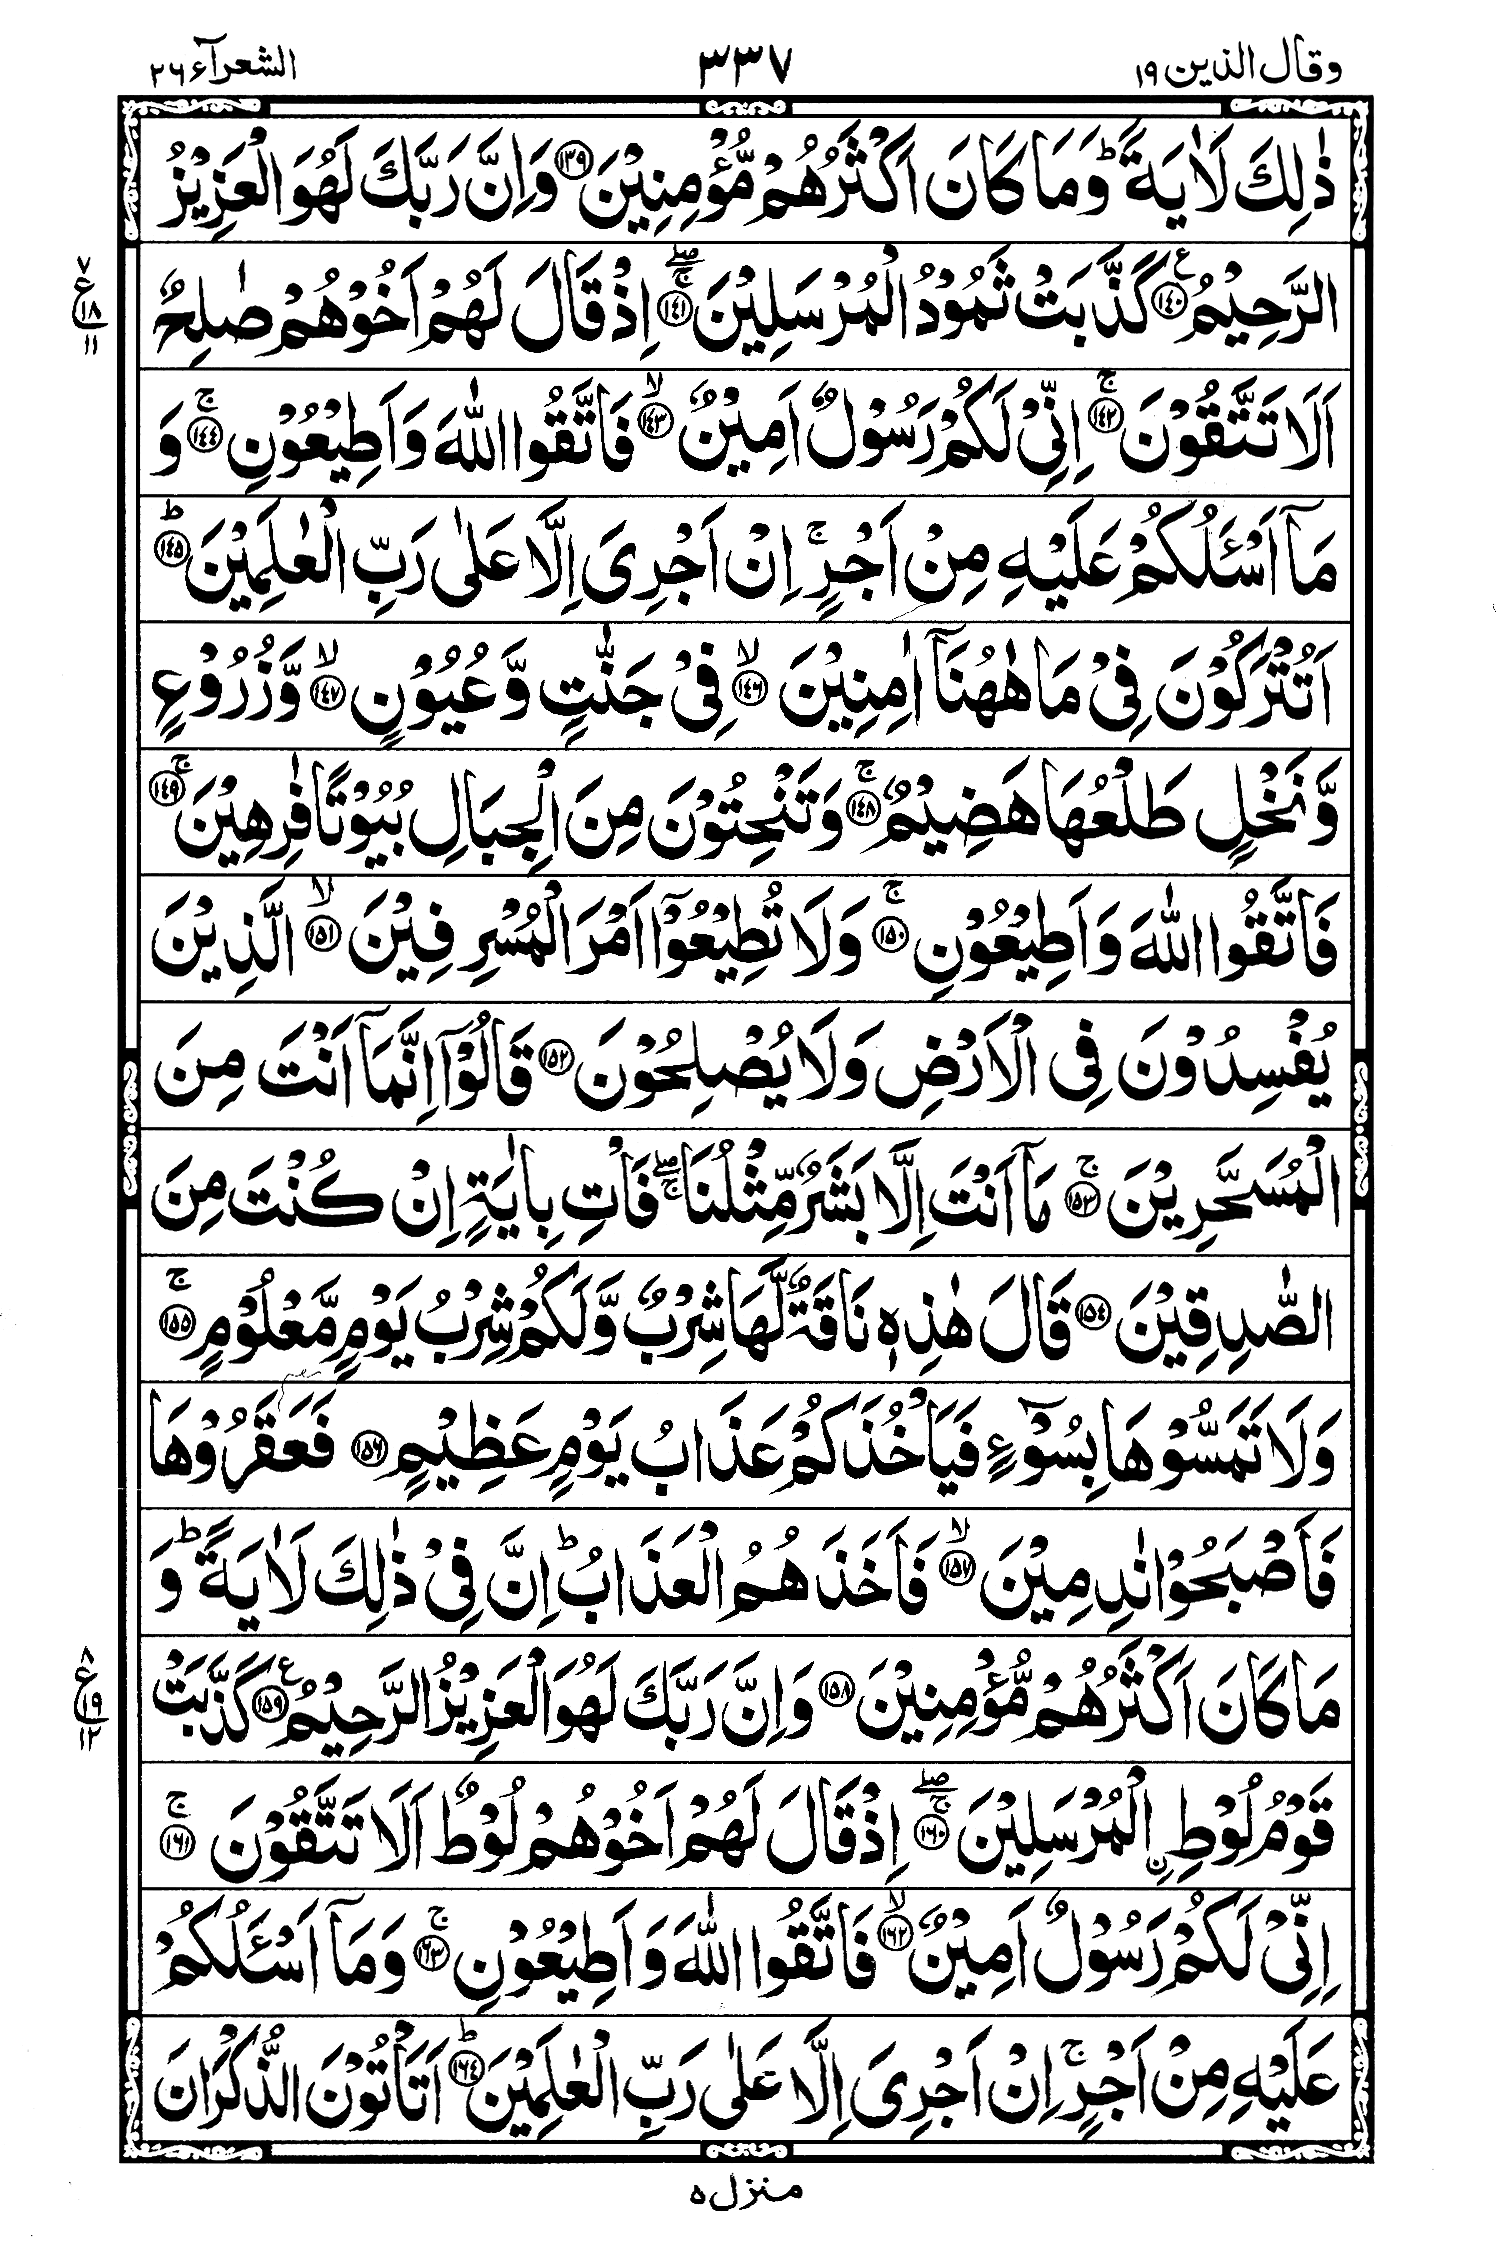 وقال الذين ١٩
٣٣٧
الشعرآء ٢٦
ذٰلِكَ لَاٰيَةً ؕ وَمَا كَانَ اَكْثَرُهُمْ مُّؤْمِنِيْنَ ﴿١٣٩﴾ وَاِنَّ رَبَّكَ لَهُوَ الْعَزِيْزُ
الرَّحِيْمُ ﴿١٤٠﴾ ع كَذَّبَتْ ثَمُوْدُ الْمُرْسَلِيْنَ ﴿١٤١﴾ ۖۚ اِذْ قَالَ لَهُمْ اَخُوْهُمْ صٰلِحٌ
٧ ع ١٨ ١١
اَلَا تَتَّقُوْنَ ﴿١٤٢﴾ ۚ اِنِّىْ لَكُمْ رَسُوْلٌ اَمِيْنٌ ﴿١٤٣﴾ ۙ فَاتَّقُوا اللّٰهَ وَاَطِيْعُوْنِ ﴿١٤٤﴾ ۚ وَ
مَاۤ اَسْـَٔلُكُمْ عَلَيْهِ مِنْ اَجْرٍ ۚ اِنْ اَجْرِىَ اِلَّا عَلٰى رَبِّ الْعٰلَمِيْنَ ﴿١٤٥﴾ ؕ
اَتُتْرَكُوْنَ فِىْ مَا هٰهُنَاۤ اٰمِنِيْنَ ﴿١٤٦﴾ ۙ فِىْ جَنّٰتٍ وَّعُيُوْنٍ ﴿١٤٧﴾ ۙ وَّزُرُوْعٍ
وَّنَخْلٍ طَلْعُهَا هَضِيْمٌ ﴿١٤٨﴾ ۚ وَتَنْحِتُوْنَ مِنَ الْجِبَالِ بُيُوْتًا فٰرِهِيْنَ ﴿١٤٩﴾ ۚ
فَاتَّقُوا اللّٰهَ وَاَطِيْعُوْنِ ﴿١٥٠﴾ ۚ وَلَا تُطِيْعُوْۤا اَمْرَ الْمُسْرِفِيْنَ ﴿١٥١﴾ ۙ الَّذِيْنَ
يُفْسِدُوْنَ فِى الْاَرْضِ وَلَا يُصْلِحُوْنَ ﴿١٥٢﴾ قَالُوْۤا اِنَّمَاۤ اَنْتَ مِنَ
الْمُسَحَّرِيْنَ ﴿١٥٣﴾ ۚ مَاۤ اَنْتَ اِلَّا بَشَرٌ مِّثْلُنَا ۖۚ فَاْتِ بِاٰيَةٍ اِنْ كُنْتَ مِنَ
الصّٰدِقِيْنَ ﴿١٥٤﴾ قَالَ هٰذِهٖ نَاقَةٌ لَّهَا شِرْبٌ وَّلَكُمْ شِرْبُ يَوْمٍ مَّعْلُوْمٍ ﴿١٥٥﴾ ۚ
وَلَا تَمَسُّوْهَا بِسُوْٓءٍ فَيَاْخُذَكُمْ عَذَابُ يَوْمٍ عَظِيْمٍ ﴿١٥٦﴾ فَعَقَرُوْهَا
فَاَصْبَحُوْا نٰدِمِيْنَ ﴿١٥٧﴾ ۙ فَاَخَذَهُمُ الْعَذَابُ ؕ اِنَّ فِىْ ذٰلِكَ لَاٰيَةً ؕ وَ
مَا كَانَ اَكْثَرُهُمْ مُّؤْمِنِيْنَ ﴿١٥٨﴾ وَاِنَّ رَبَّكَ لَهُوَ الْعَزِيْزُ الرَّحِيْمُ ﴿١٥٩﴾ ع كَذَّبَتْ
٨ ع ١٩ ١٢
قَوْمُ لُوْطِ ۨ الْمُرْسَلِيْنَ ﴿١٦٠﴾ ۖۚ اِذْ قَالَ لَهُمْ اَخُوْهُمْ لُوْطٌ اَلَا تَتَّقُوْنَ ﴿١٦١﴾ ۚ
اِنِّىْ لَكُمْ رَسُوْلٌ اَمِيْنٌ ﴿١٦٢﴾ ۙ فَاتَّقُوا اللّٰهَ وَاَطِيْعُوْنِ ﴿١٦٣﴾ ۚ وَمَاۤ اَسْـَٔلُكُمْ
عَلَيْهِ مِنْ اَجْرٍ ۚ اِنْ اَجْرِىَ اِلَّا عَلٰى رَبِّ الْعٰلَمِيْنَ ﴿١٦٤﴾ ؕ اَتَاْتُوْنَ الذُّكْرَانَ
منزل ٥